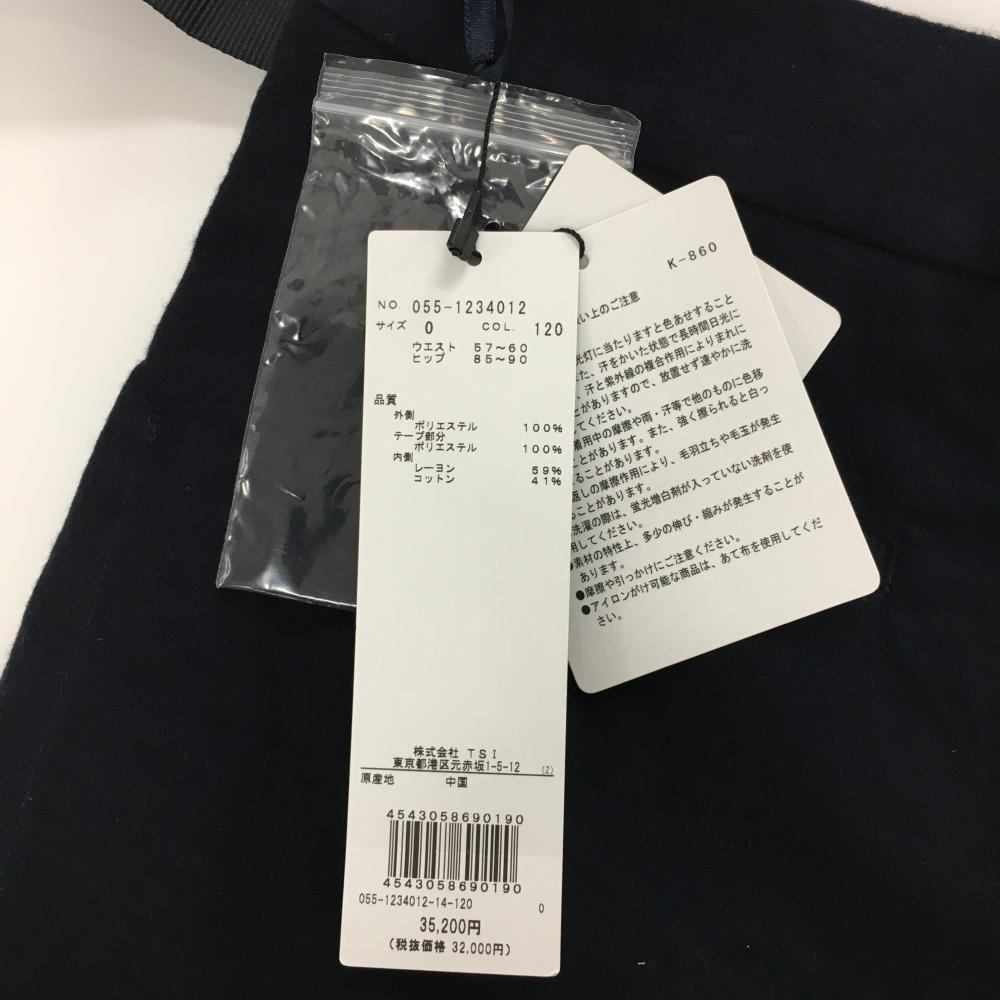 NO. 055-1234012
サイズ 0 COL. 120
ウエスト 57～60
ヒップ 85～90
品質
外側
ポリエステル 100%
テープ部分
ポリエステル 100%
内側
レーヨン 59%
コットン 41%
株式会社 TSI
東京都港区元赤坂1-5-12 (Z)
原産地 中国
4543058690190
4543058690190
055-1234012-14-120 0
35,200円
(税抜価格 32,000円)
K-860
い上のご注意
光灯に当たりますと色あせすること
た、汗をかいた状態で長時間日光に
、汗と紫外線の複合作用によりまれに
とがありますので、放置せず速やかに洗
てください。
着用中の摩擦や雨・汗等で他のものに色移
ことがあります。また、強く擦られると白っ
ることがあります。
返しの摩擦作用により、毛羽立ちや毛玉が発生
ことがあります。
洗濯の際は、蛍光増白剤が入っていない洗剤を使
用してください。
●素材の特性上、多少の伸び・縮みが発生することが
あります。
●摩擦や引っかけにご注意ください。
●アイロンがけ可能な商品は、あて布を使用してくだ
さい。